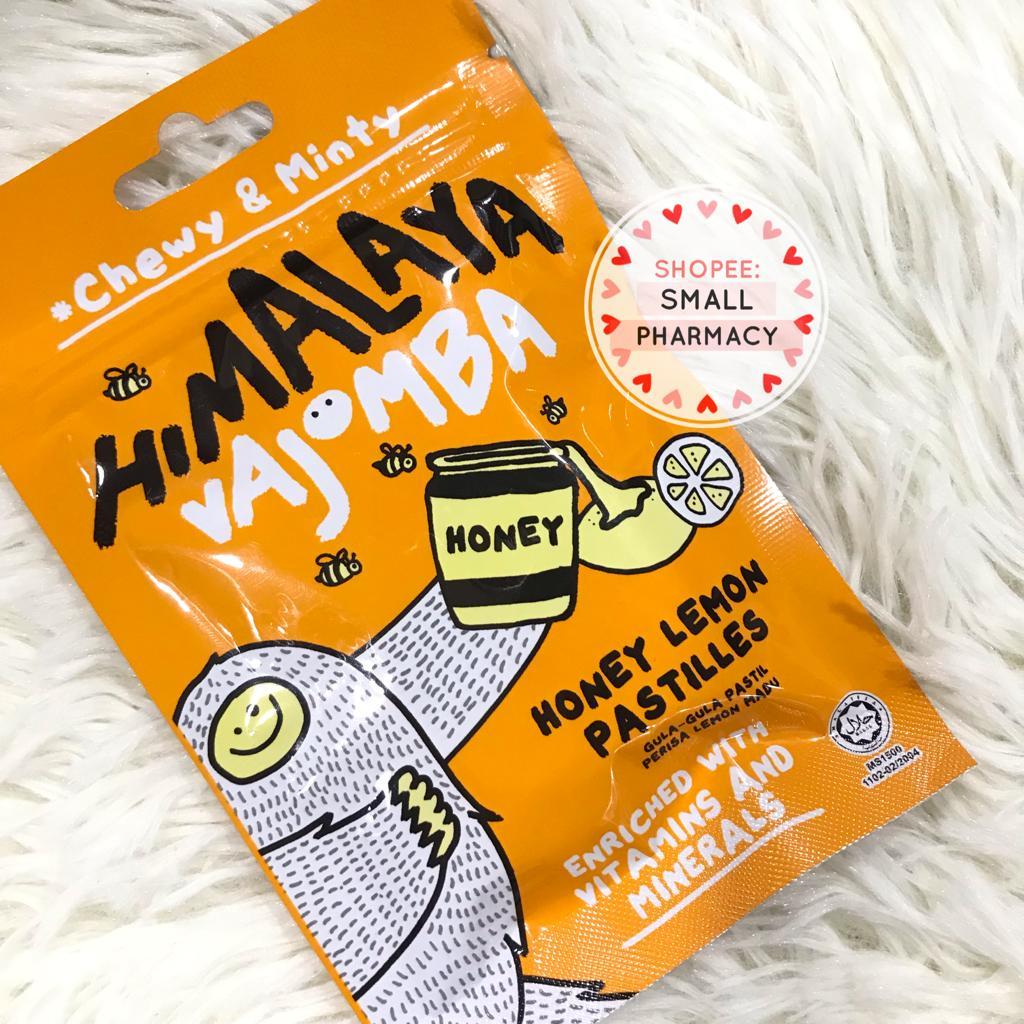 *Chewy & Minty
HIMALAYA
VAJOMBA
SHOPEE:
SMALL
PHARMACY
HONEY
HONEY LEMON
PASTILLES
GULA-GULA PASTIL
PERISA LEMON MADU
ENRICHED WITH
VITAMINS AND
MINERALS
MS1500
1102-02/2004